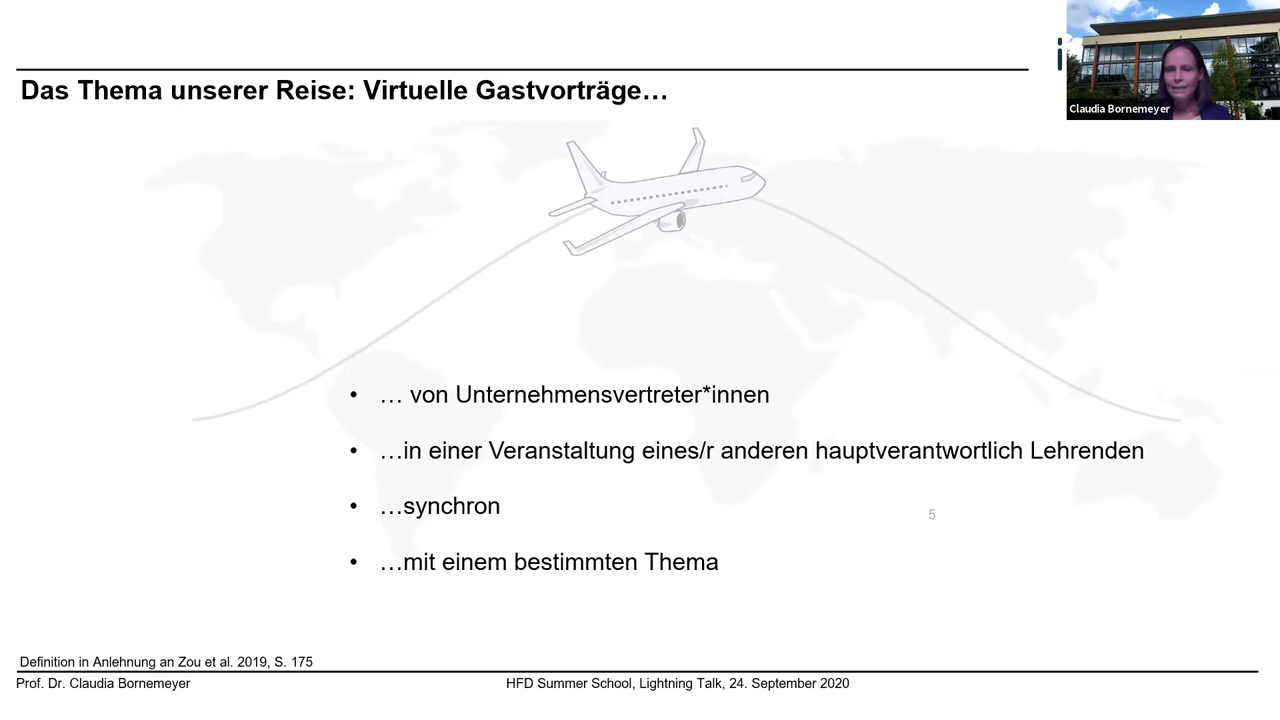 Das Thema unserer Reise: Virtuelle Gastvorträge…
Claudia Bornemeyer
• … von Unternehmensvertreter*innen
• …in einer Veranstaltung eines/r anderen hauptverantwortlich Lehrenden
• …synchron
5
• …mit einem bestimmten Thema
Definition in Anlehnung an Zou et al. 2019, S. 175
Prof. Dr. Claudia Bornemeyer
HFD Summer School, Lightning Talk, 24. September 2020